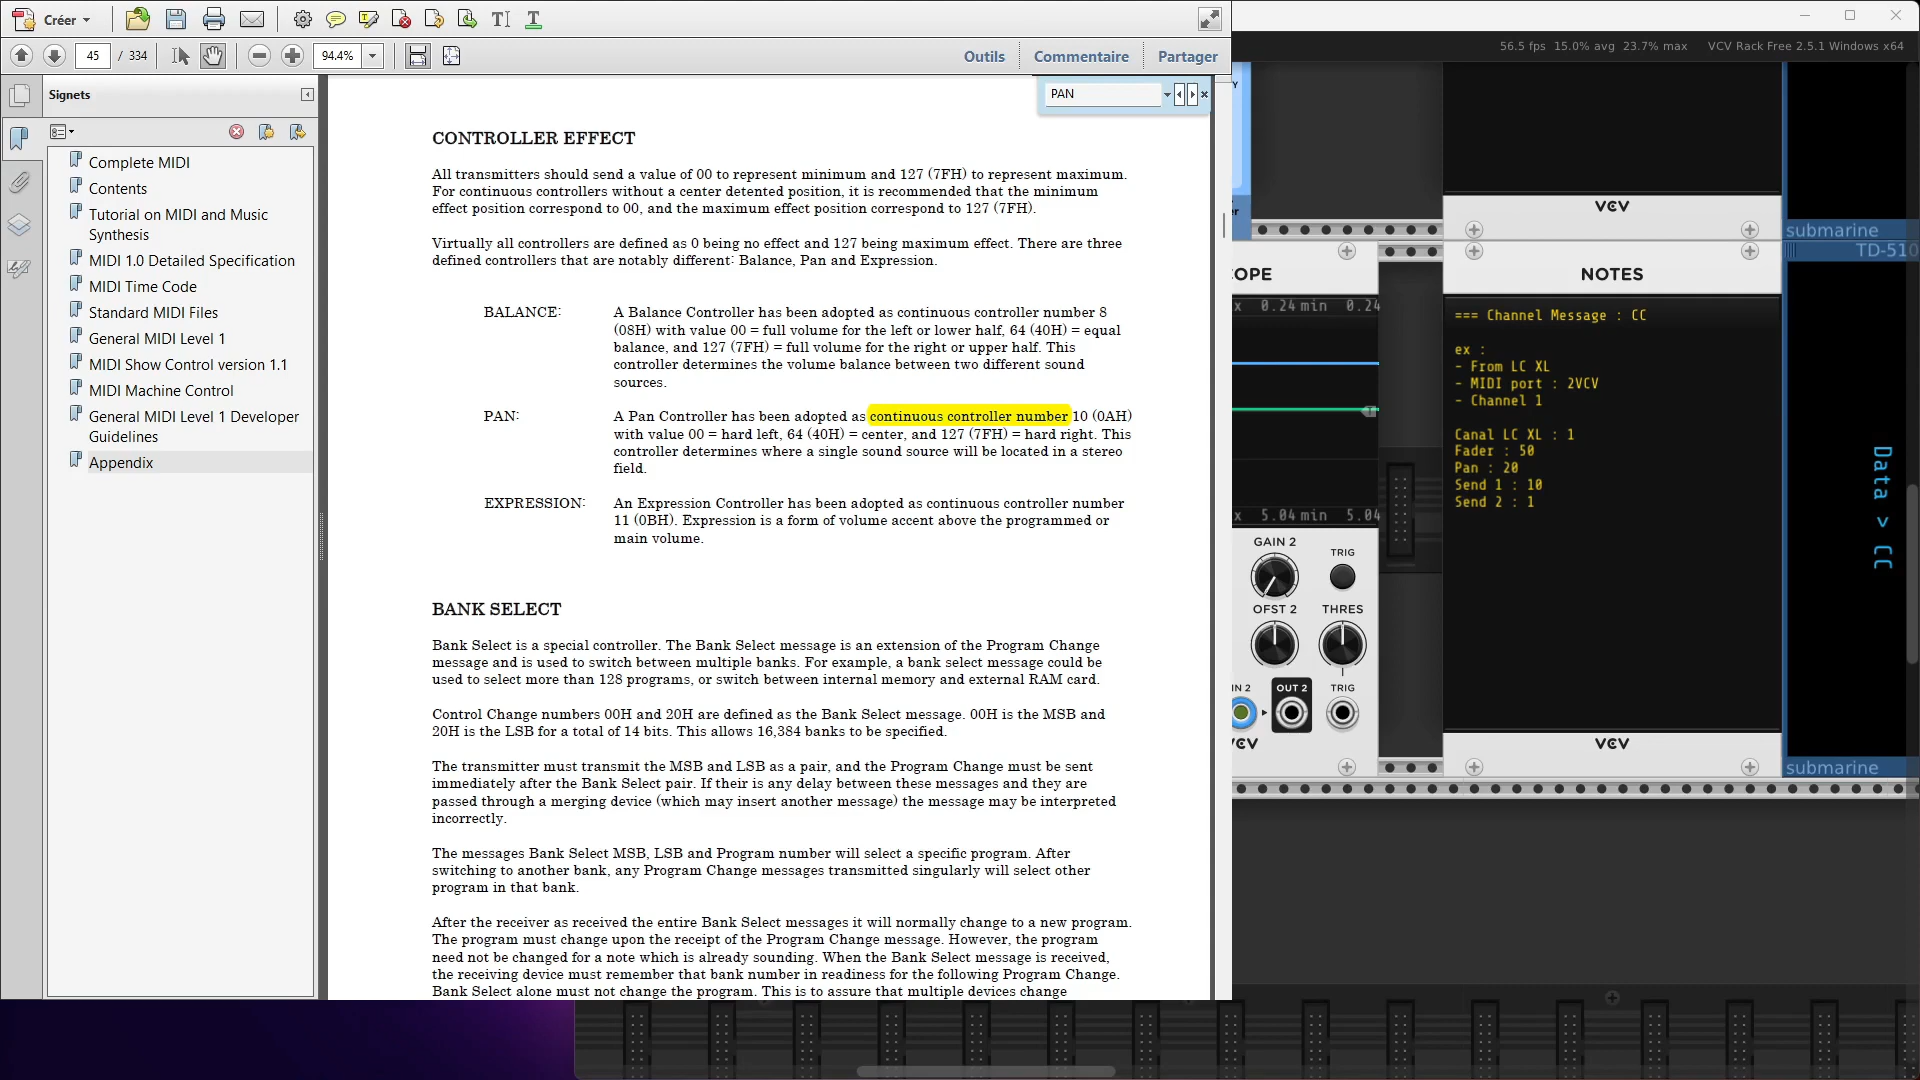 Créer
45 / 334
94.4%
Outils
Commentaire
Partager
Signets
Complete MIDI
Contents
Tutorial on MIDI and Music
Synthesis
MIDI 1.0 Detailed Specification
MIDI Time Code
Standard MIDI Files
General MIDI Level 1
MIDI Show Control version 1.1
MIDI Machine Control
General MIDI Level 1 Developer
Guidelines
Appendix
PAN
CONTROLLER EFFECT
All transmitters should send a value of 00 to represent minimum and 127 (7FH) to represent maximum.
For continuous controllers without a center detented position, it is recommended that the minimum
effect position correspond to 00, and the maximum effect position correspond to 127 (7FH).
Virtually all controllers are defined as 0 being no effect and 127 being maximum effect. There are three
defined controllers that are notably different: Balance, Pan and Expression.
BALANCE:
A Balance Controller has been adopted as continuous controller number 8
(08H) with value 00 = full volume for the left or lower half, 64 (40H) = equal
balance, and 127 (7FH) = full volume for the right or upper half. This
controller determines the volume balance between two different sound
sources.
PAN:
A Pan Controller has been adopted as continuous controller number 10 (0AH)
with value 00 = hard left, 64 (40H) = center, and 127 (7FH) = hard right. This
controller determines where a single sound source will be located in a stereo
field.
EXPRESSION:
An Expression Controller has been adopted as continuous controller number
11 (0BH). Expression is a form of volume accent above the programmed or
main volume.
BANK SELECT
Bank Select is a special controller. The Bank Select message is an extension of the Program Change
message and is used to switch between multiple banks. For example, a bank select message could be
used to select more than 128 programs, or switch between internal memory and external RAM card.
Control Change numbers 00H and 20H are defined as the Bank Select message. 00H is the MSB and
20H is the LSB for a total of 14 bits. This allows 16,384 banks to be specified.
The transmitter must transmit the MSB and LSB as a pair, and the Program Change must be sent
immediately after the Bank Select pair. If their is any delay between these messages and they are
passed through a merging device (which may insert another message) the message may be interpreted
incorrectly.
The messages Bank Select MSB, LSB and Program number will select a specific program. After
switching to another bank, any Program Change messages transmitted singularly will select other
program in that bank.
After the receiver as received the entire Bank Select messages it will normally change to a new program.
The program must change upon the receipt of the Program Change message. However, the program
need not be changed for a note which is already sounding. When the Bank Select message is received,
the receiving device must remember that bank number in readiness for the following Program Change.
Bank Select alone must not change the program. This is to assure that multiple devices change
56.5 fps 15.0% avg 23.7% max
VCV Rack Free 2.5.1 Windows x64
Y
er
VCV
submarine
TD-510
OPE
x 0.24 min 0.24
x 5.04 min 5.04
GAIN 2
TRIG
OFST 2
THRES
IN 2
OUT 2
TRIG
VCV
NOTES
=== Channel Message : CC
ex :
- From LC XL
- MIDI port : 2VCV
- Channel 1
Canal LC XL : 1
Fader : 50
Pan : 20
Send 1 : 10
Send 2 : 1
VCV
Data > CC
submarine